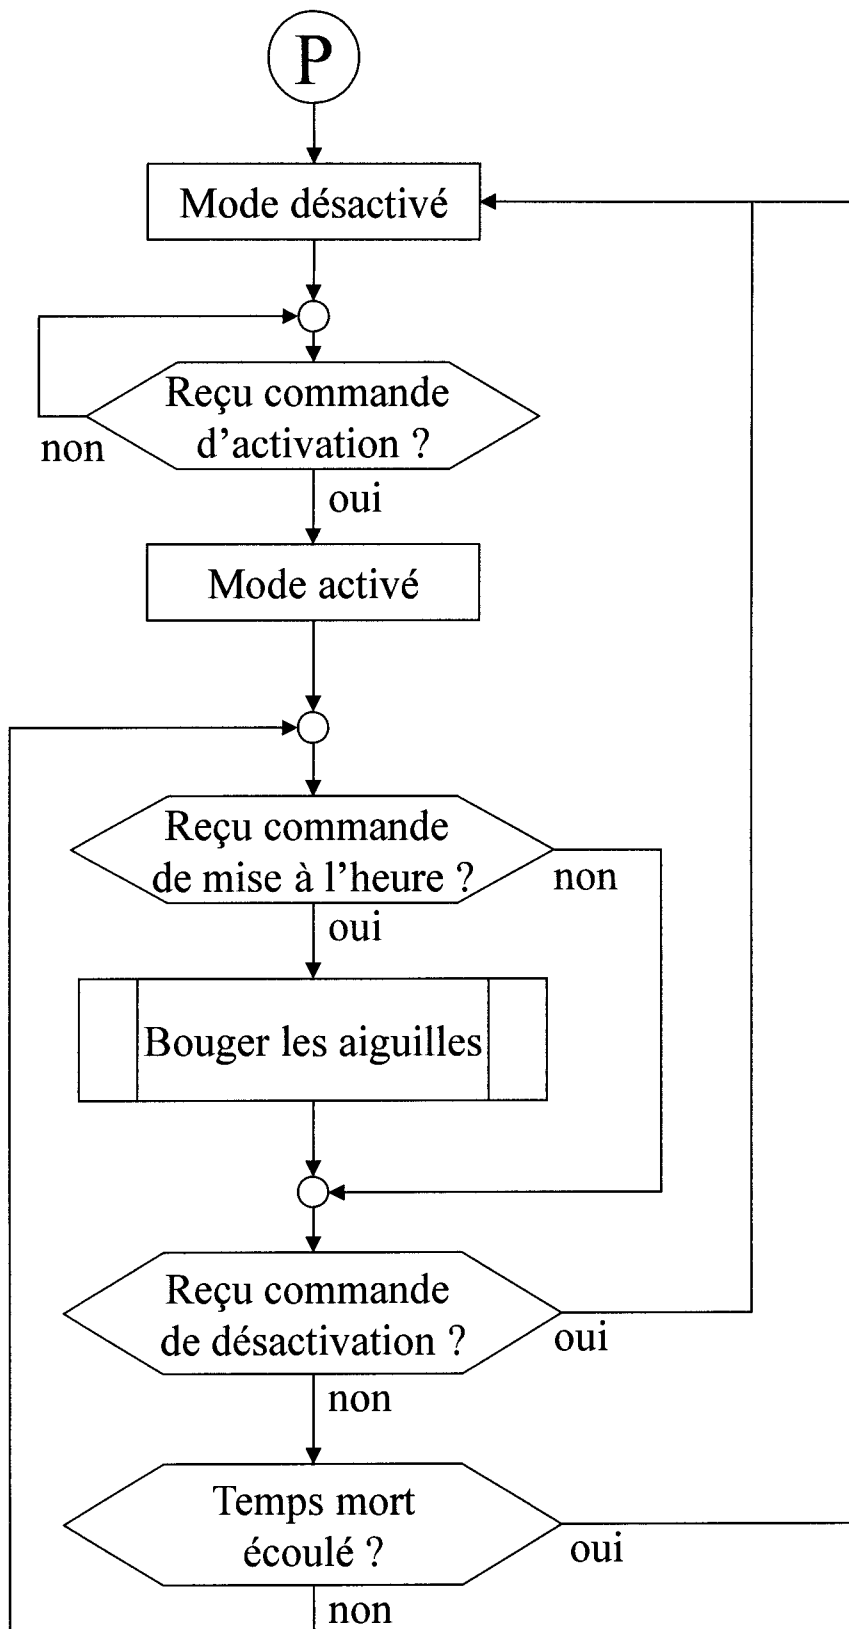 P
Mode désactivé
Reçu commande
d'activation ?
non
oui
Mode activé
Reçu commande
de mise à l'heure ?
non
oui
Bouger les aiguilles
Reçu commande
de désactivation ?
oui
non
Temps mort
écoulé ?
oui
non